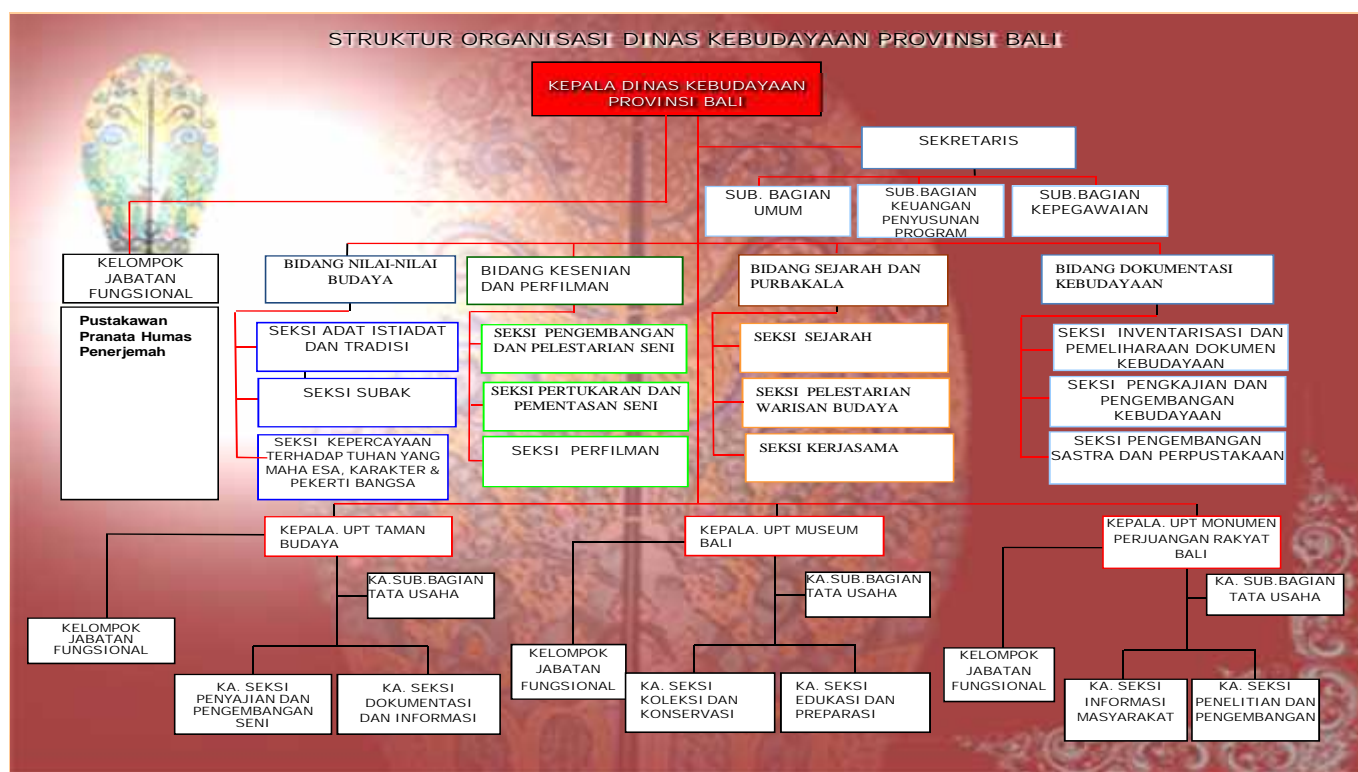 STRUKTUR ORGANISASI DINAS KEBUDAYAAN PROVINSI BALI
KEPALA DINAS KEBUDAYAAN
PROVINSI BALI
SEKRETARIS
SUB. BAGIAN
UMUM
SUB.BAGIAN
KEUANGAN
PENYUSUNAN
PROGRAM
SUB.BAGIAN
KEPEGAWAIAN
KELOMPOK
JABATAN
FUNGSIONAL
Pustakawan
Pranata Humas
Penerjemah
BIDANG NILAI-NILAI
BUDAYA
SEKSI ADAT ISTIADAT
DAN TRADISI
SEKSI SUBAK
SEKSI KEPERCAYAAN
TERHADAP TUHAN YANG
MAHA ESA, KARAKTER &
PEKERTI BANGSA
BIDANG KESENIAN
DAN PERFILMAN
SEKSI PENGEMBANGAN
DAN PELESTARIAN SENI
SEKSI PERTUKARAN DAN
PEMENTASAN SENI
SEKSI PERFILMAN
BIDANG SEJARAH DAN
PURBAKALA
SEKSI SEJARAH
SEKSI PELESTARIAN
WARISAN BUDAYA
SEKSI KERJASAMA
BIDANG DOKUMENTASI
KEBUDAYAAN
SEKSI INVENTARISASI DAN
PEMELIHARAAN DOKUMEN
KEBUDAYAAN
SEKSI PENGKAJIAN DAN
PENGEMBANGAN
KEBUDAYAAN
SEKSI PENGEMBANGAN
SASTRA DAN PERPUSTAKAAN
KEPALA. UPT TAMAN
BUDAYA
KA.SUB.BAGIAN
TATA USAHA
KELOMPOK
JABATAN
FUNGSIONAL
KA. SEKSI
PENYAJIAN DAN
PENGEMBANGAN
SENI
KA. SEKSI
DOKUMENTASI
DAN INFORMASI
KEPALA. UPT MUSEUM
BALI
KA.SUB.BAGIAN
TATA USAHA
KELOMPOK
JABATAN
FUNGSIONAL
KA. SEKSI
KOLEKSI DAN
KONSERVASI
KA. SEKSI
EDUKASI DAN
PREPARASI
KEPALA. UPT MONUMEN
PERJUANGAN RAKYAT
BALI
KA. SUB.BAGIAN
TATA USAHA
KELOMPOK
JABATAN
FUNGSIONAL
KA. SEKSI
INFORMASI
MASYARAKAT
KA. SEKSI
PENELITIAN DAN
PENGEMBANGAN